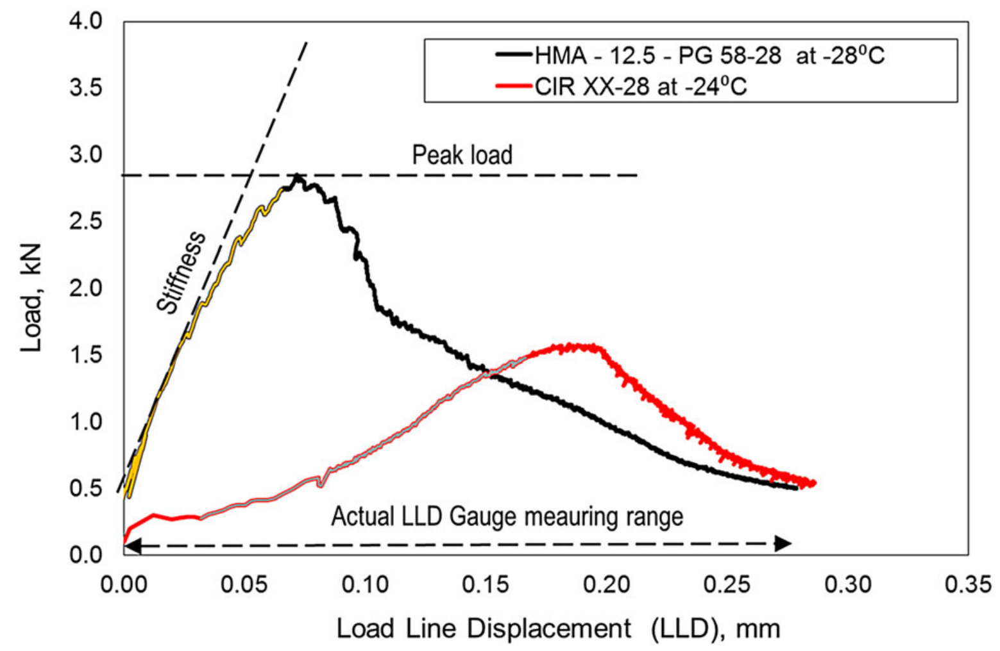 4.0
3.5
3.0
2.5
2.0
1.5
1.0
0.5
0.0
Load, kN
HMA - 12.5 - PG 58-28 at -28⁰C
CIR XX-28 at -24⁰C
Peak load
Stiffness
Actual LLD Gauge meauring range
0.00 0.05 0.10 0.15 0.20 0.25 0.30 0.35
Load Line Displacement (LLD), mm